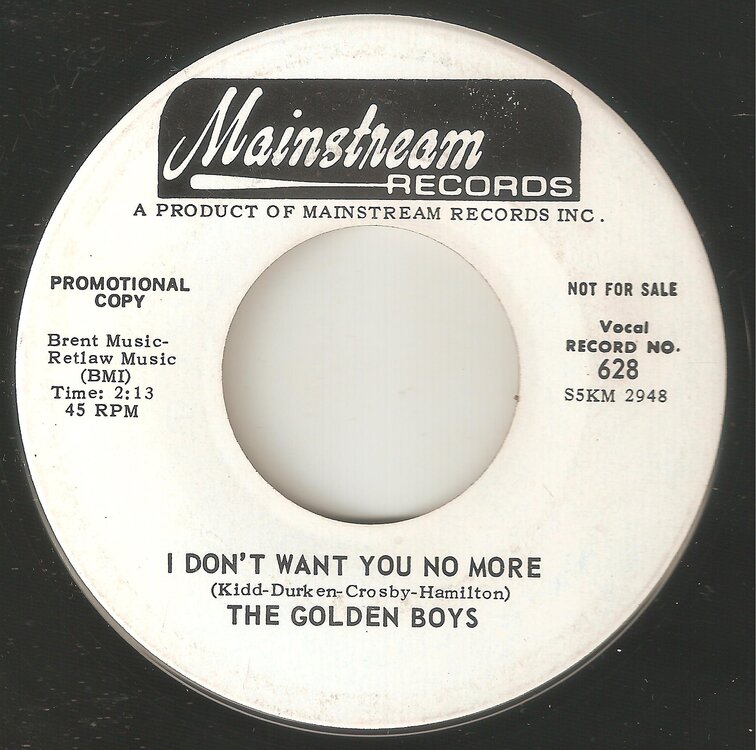 Mainstream
RECORDS
A PRODUCT OF MAINSTREAM RECORDS INC.
PROMOTIONAL
COPY
Brent Music-
Retlaw Music
(BMI)
Time: 2:13
45 RPM
NOT FOR SALE
Vocal
RECORD NO.
628
S5KM 2948
I DON'T WANT YOU NO MORE
(Kidd-Durken-Crosby-Hamilton)
THE GOLDEN BOYS